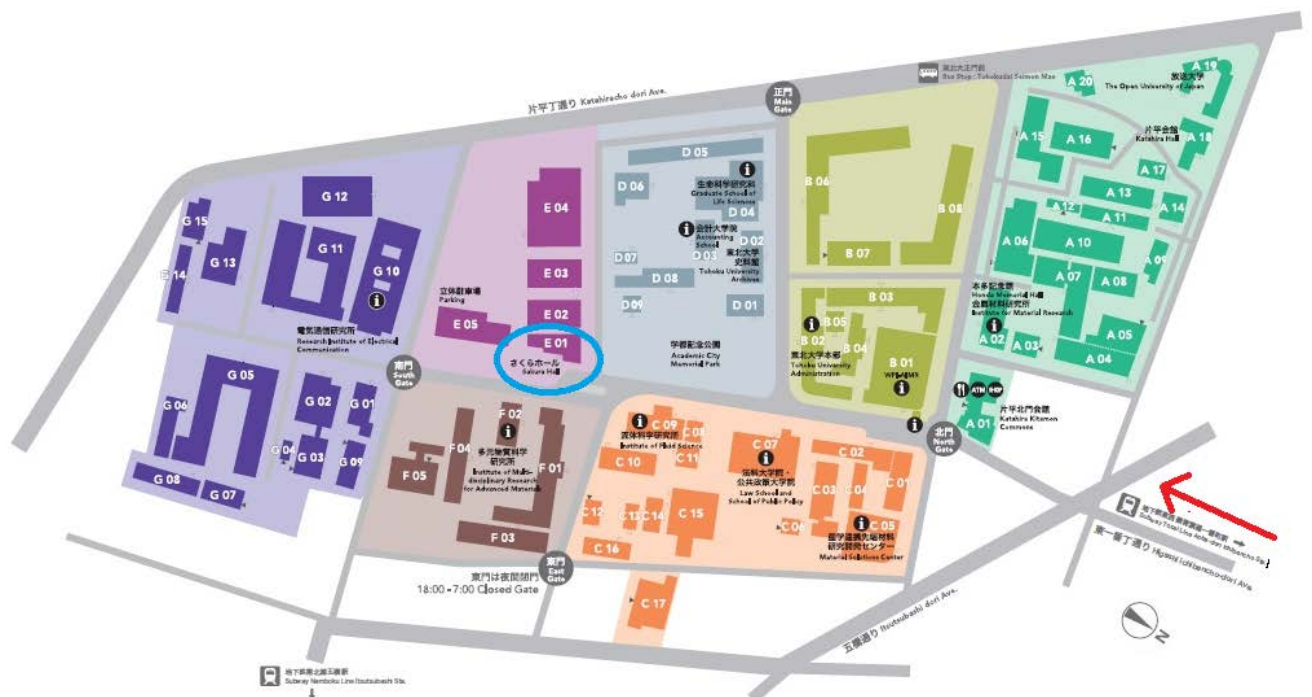 東北大正門前
Bus Stop : Tohokudai Seimon Mae
片平丁通り Katahiracho dori Ave.
正門
Main
Gate
A 20
A 19
放送大学
The Open University of Japan
A 15
A 16
片平会館
Katahira Hall
A 18
A 17
A 13
A 14
A 12
A 11
A 06
A 10
A 09
A 07
A 08
本多記念館
Honda Memorial Hall
金属材料研究所
Institute for Material Research
A 02
A 03
A 05
A 04
ATM
SHOP
片平北門会館
Katahira Kitamon
Commons
A 01
B 06
B 08
B 07
B 03
B 05
B 02
B 04
東北大学本部
Tohoku University
Administration
B 01
WPI-AIMR
北門
North
Gate
D 05
D 06
生命科学研究科
Graduate School of
Life Sciences
D 04
会計大学院
Accounting
School
D 02
D 03
東北大学
史料館
Tohoku University
Archives
D 07
D 08
D 09
D 01
学都記念公園
Academic City
Memorial Park
E 04
E 03
E 02
E 01
立体駐車場
Parking
E 05
さくらホール
Sakura Hall
G 12
G 15
G 11
G 10
G 13
E 14
電気通信研究所
Research Institute of Electrical
Communication
南門
South
Gate
G 05
G 06
G 02
G 01
G 04
G 03
G 09
G 08
G 07
F 02
F 04
F 05
F 01
多元物質科学
研究所
Institute of Multi-
disciplinary Research
for Advanced Materials
F 03
東門
East
Gate
東門は夜間閉門
18:00 - 7:00 Closed Gate
C 09
C 08
流体科学研究所
Institute of Fluid Science
C 10
C 11
C 07
法科大学院・
公共政策大学院
Law School and
School of Public Policy
C 02
C 03
C 04
C 01
C 12
C 13
C 14
C 15
C 06
C 05
産学連携先端材料
研究開発センター
Material Solutions Center
C 16
C 17
五橋通り Itsutsubashi dori Ave.
東一番丁通り Higashi Ichibancho-dori Ave.
地下鉄南北線五橋駅
Subway Namboku Line Itsutsubashi Sta.
N